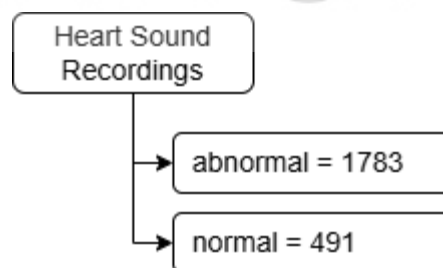 Heart Sound
Recordings
abnormal = 1783
normal = 491